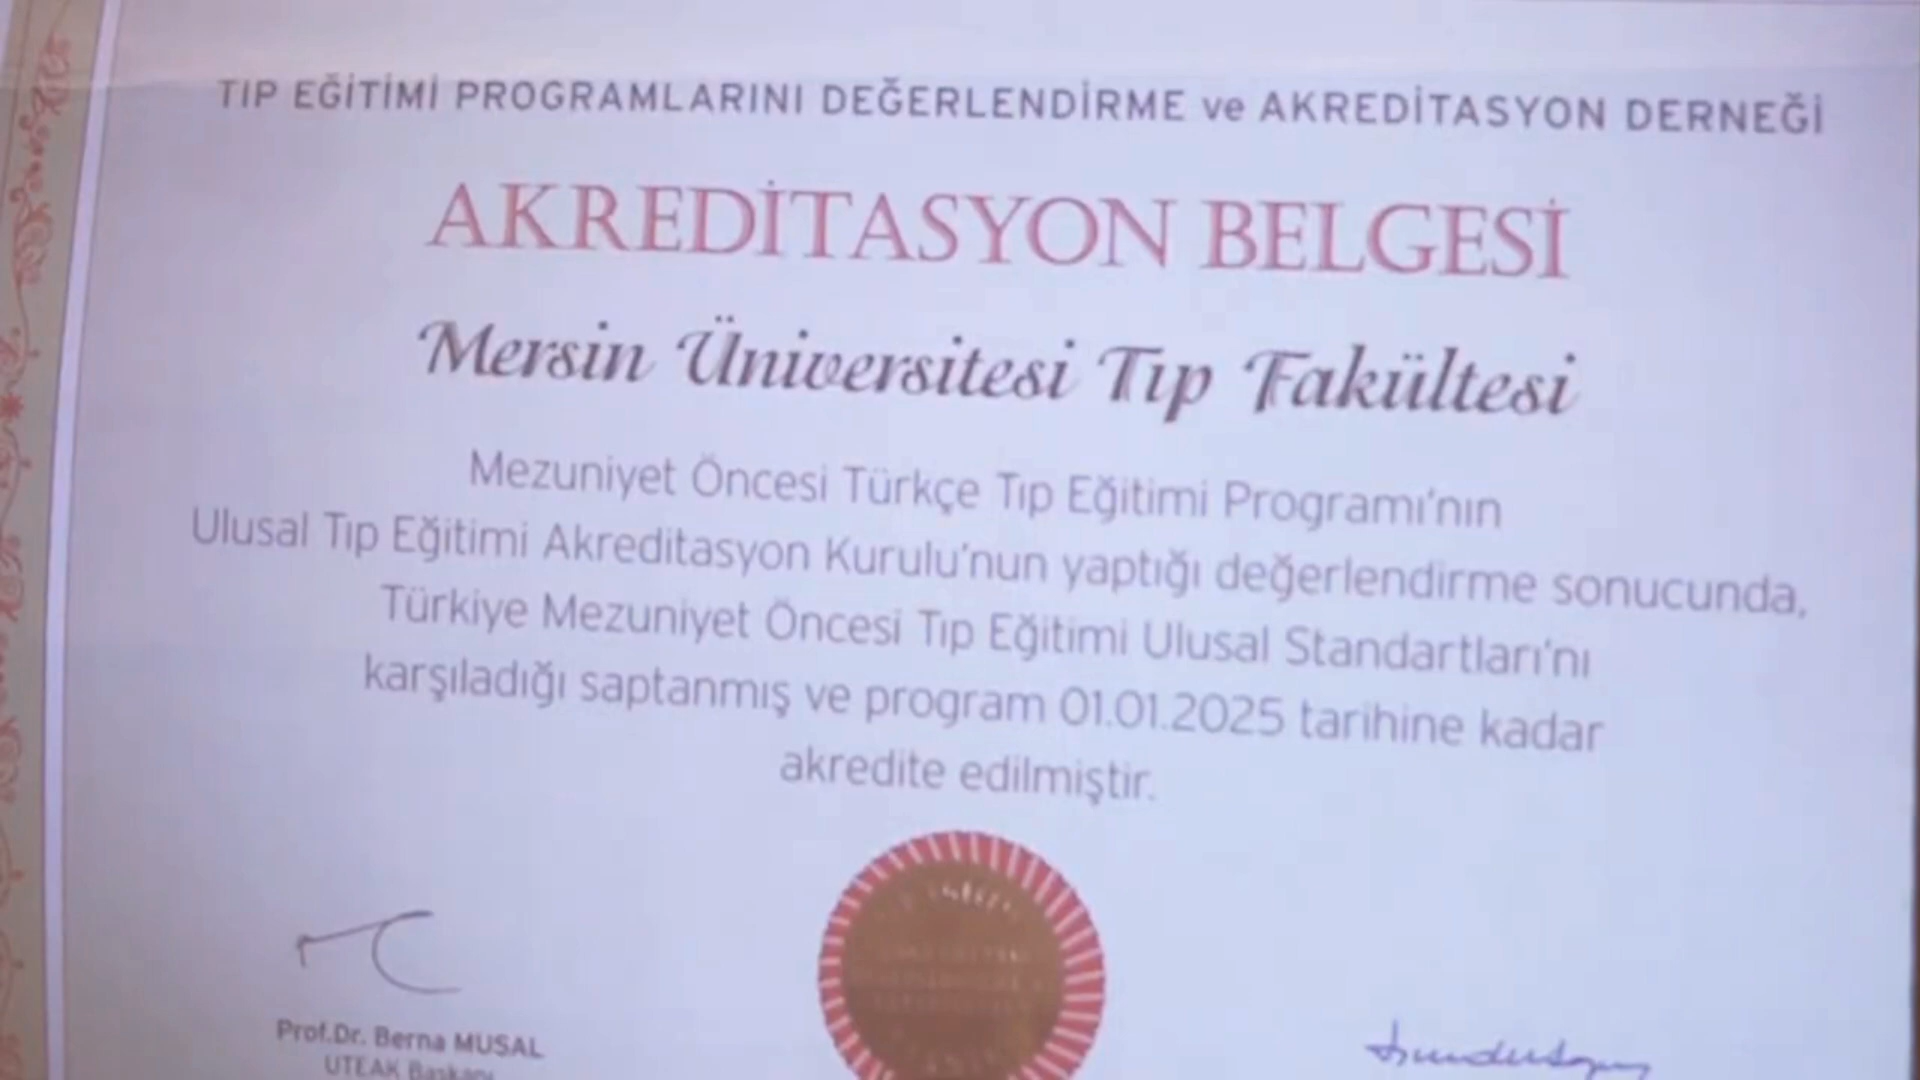 TIP EĞİTİMİ PROGRAMLARINI DEĞERLENDİRME ve AKREDİTASYON DERNEĞİ
AKREDİTASYON BELGESİ
Mersin Üniversitesi Tıp Fakültesi
Mezuniyet Öncesi Türkçe Tıp Eğitimi Programı'nın
Ulusal Tıp Eğitimi Akreditasyon Kurulu'nun yaptığı değerlendirme sonucunda,
Türkiye Mezuniyet Öncesi Tıp Eğitimi Ulusal Standartları'nı
karşıladığı saptanmış ve program 01.01.2025 tarihine kadar
akredite edilmiştir.
Prof.Dr. Berna MUSAL
UTEAK Başkanı